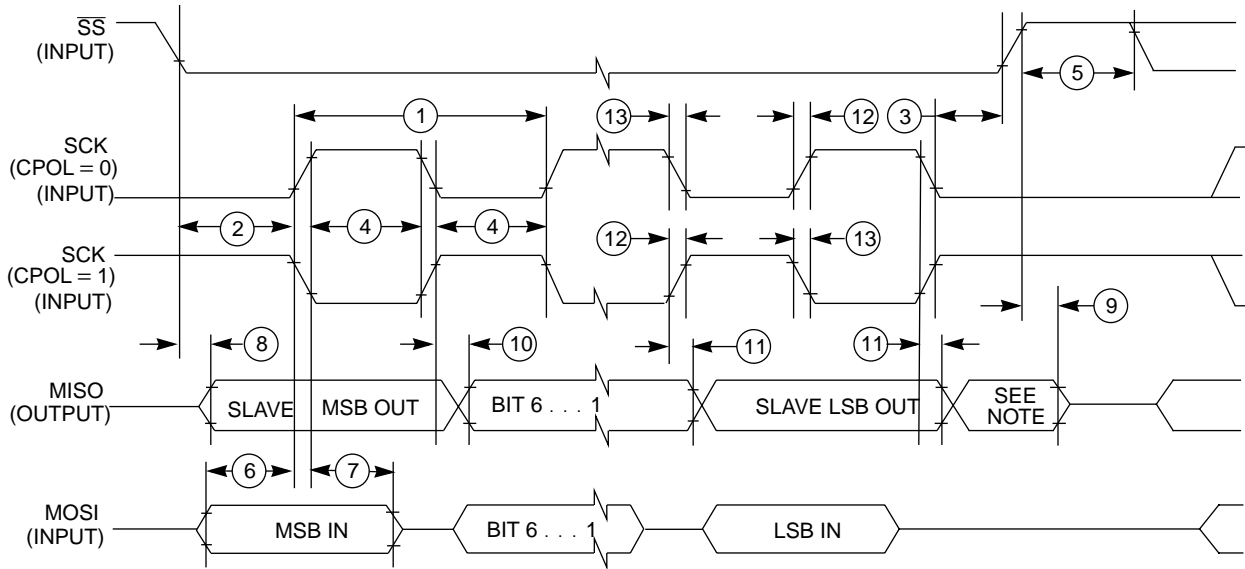 SS
(INPUT)
5
1
13
12
3
SCK
(CPOL = 0)
(INPUT)
2
4
4
SCK
(CPOL = 1)
(INPUT)
12
13
9
8
10
11
11
MISO
(OUTPUT)
SLAVE MSB OUT
BIT 6 . . . 1
SLAVE LSB OUT
SEE
NOTE
6
7
MOSI
(INPUT)
MSB IN
BIT 6 . . . 1
LSB IN